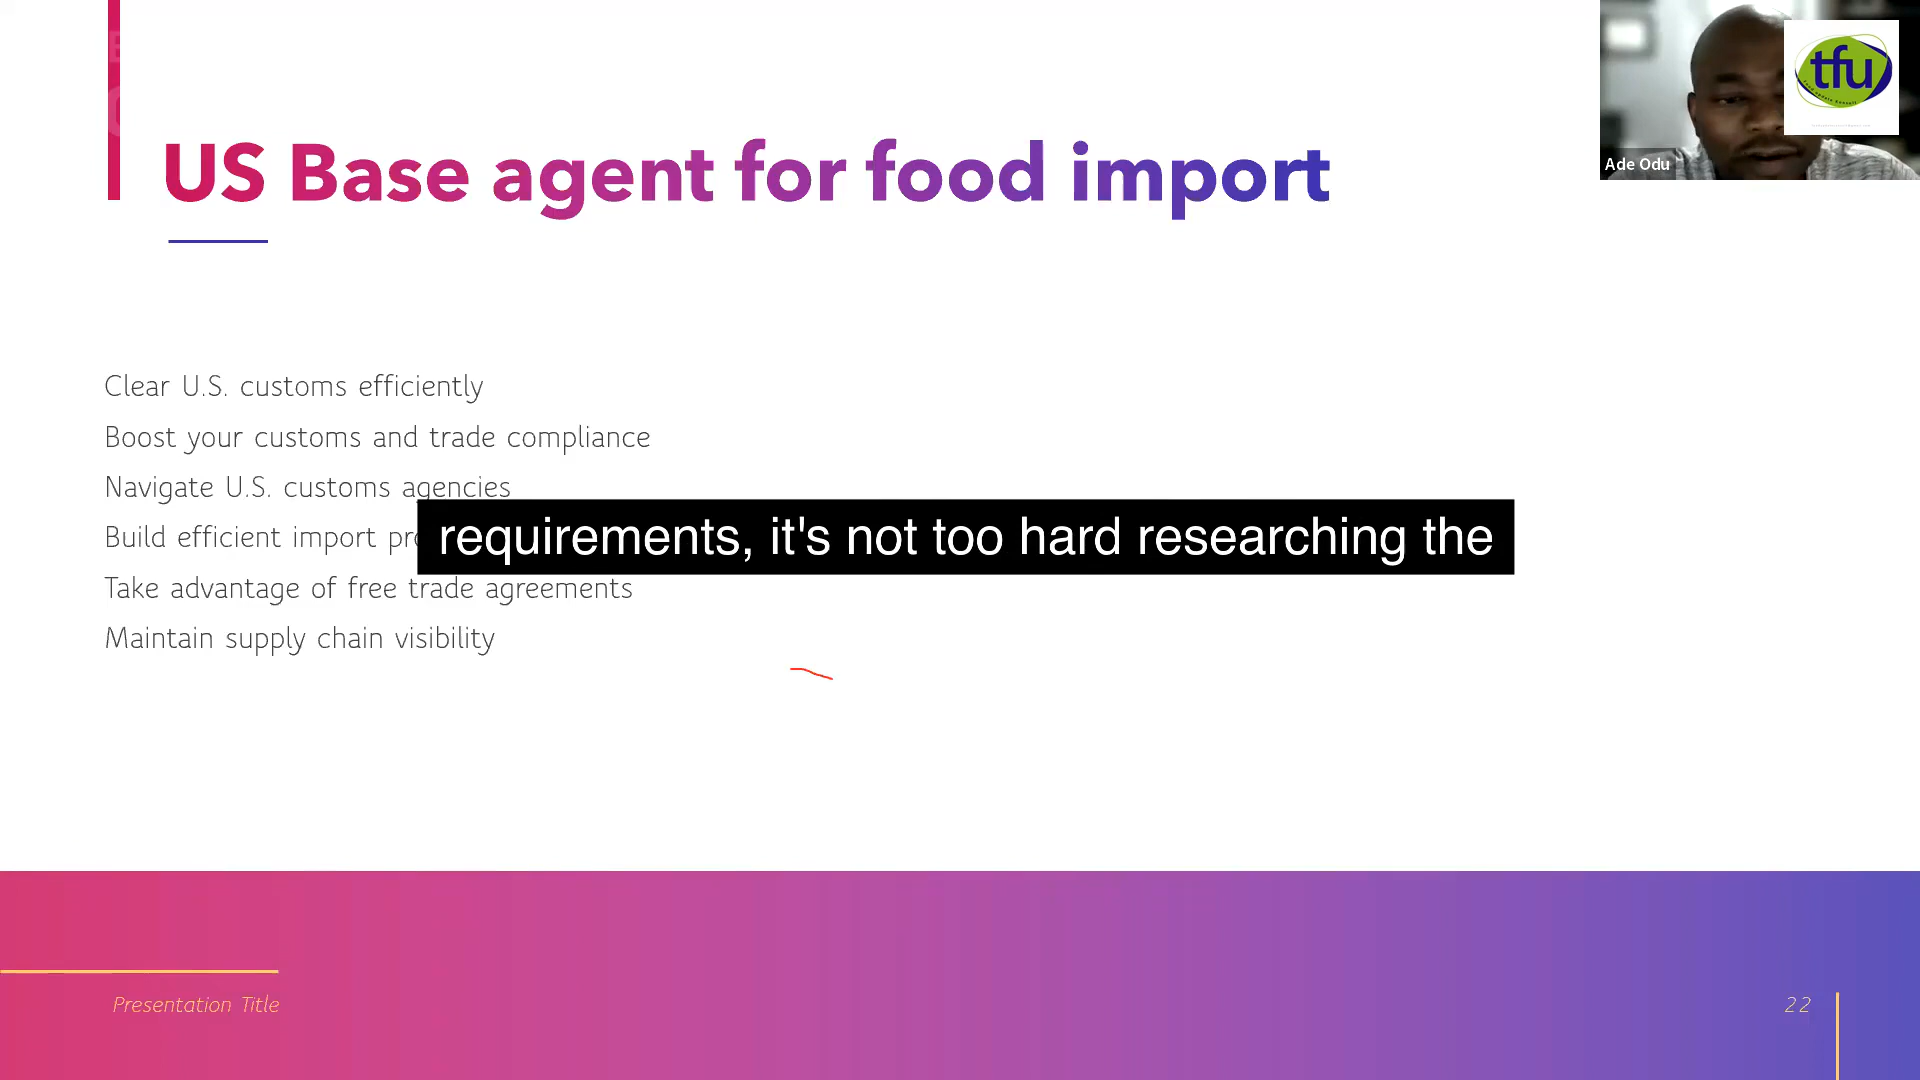 US Base agent for food import
tfu
Ade Odu
Clear U.S. customs efficiently
Boost your customs and trade compliance
Navigate U.S. customs agencies
Build efficient import
requirements, it's not too hard researching the
Take advantage of free trade agreements
Maintain supply chain visibility
Presentation Title
22